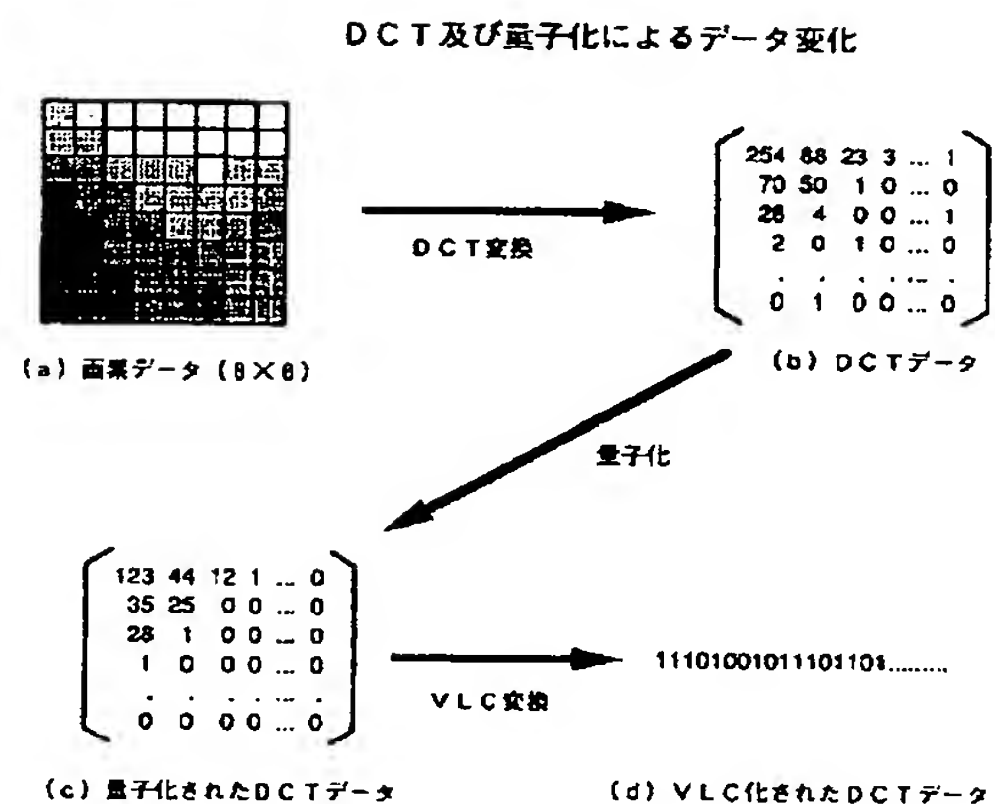 DCT及び量子化によるデータ変化
254 88 23 3 ... 1
70 50 1 0 ... 0
28 4 0 0 ... 1
2 0 1 0 ... 0
. . . . ... .
0 1 0 0 ... 0
DCT変換
(a) 画素データ (8×8)
(b) DCTデータ
量子化
123 44 12 1 ... 0
35 25 0 0 ... 0
28 1 0 0 ... 0
1 0 0 0 ... 0
. . . . ... .
0 0 0 0 ... 0
VLC変換
11101001011101101.........
(c) 量子化されたDCTデータ
(d) VLC化されたDCTデータ